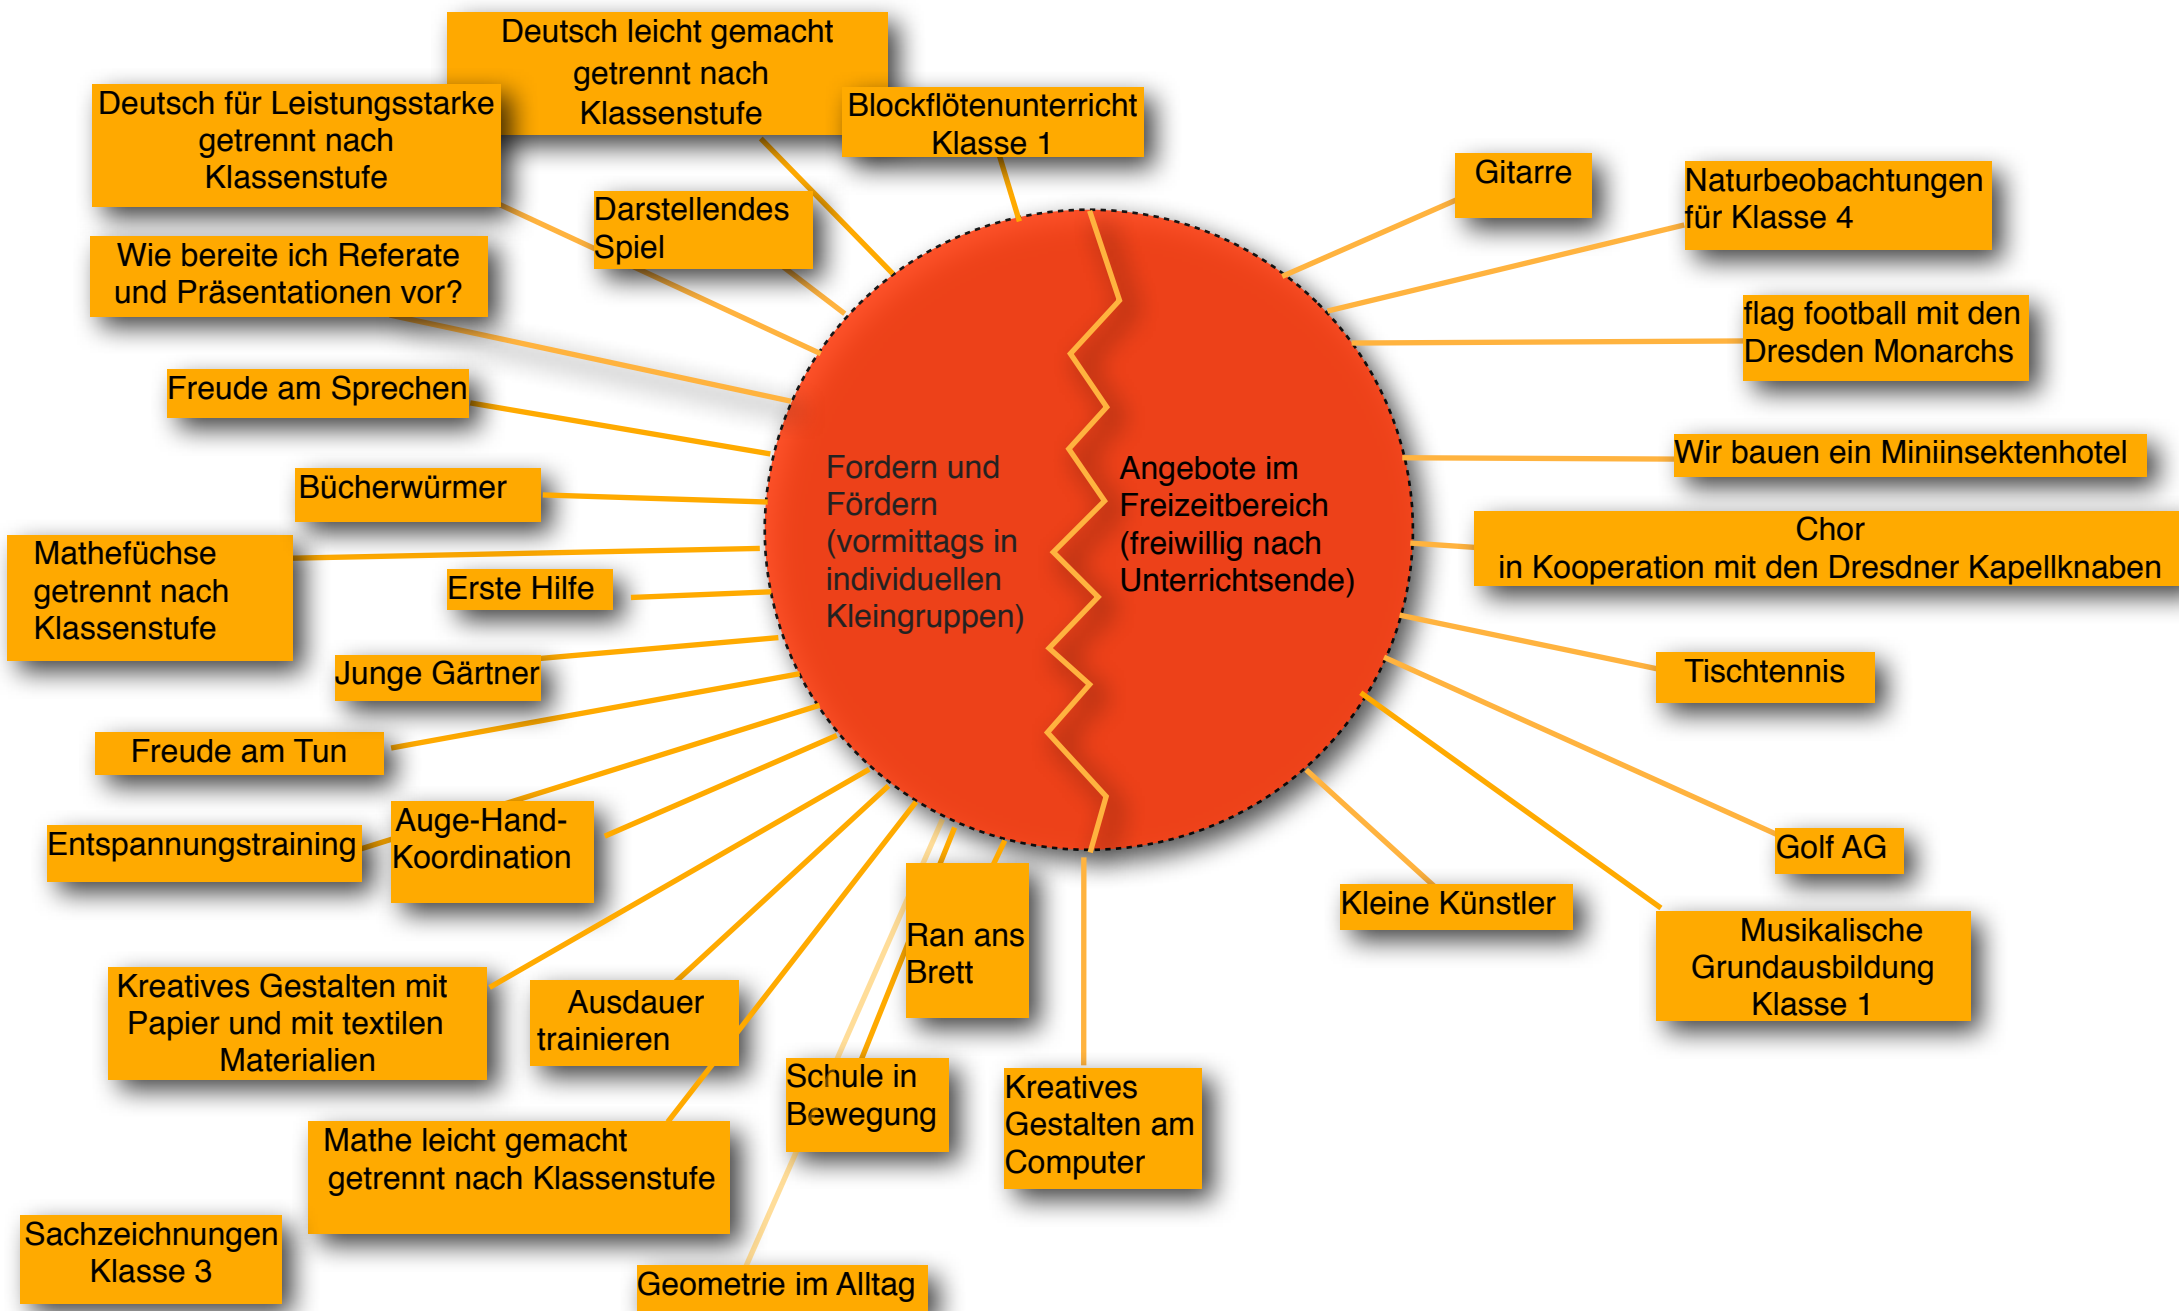 Deutsch leicht gemacht
getrennt nach
Klassenstufe
Deutsch für Leistungsstarke
getrennt nach
Klassenstufe
Blockflötenunterricht
Klasse 1
Darstellendes
Spiel
Wie bereite ich Referate
und Präsentationen vor?
Freude am Sprechen
Bücherwürmer
Mathefüchse
getrennt nach
Klassenstufe
Erste Hilfe
Junge Gärtner
Freude am Tun
Entspannungstraining
Auge-Hand-
Koordination
Kreatives Gestalten mit
Papier und mit textilen
Materialien
Ausdauer
trainieren
Mathe leicht gemacht
getrennt nach Klassenstufe
Sachzeichnungen
Klasse 3
Geometrie im Alltag
Schule in
Bewegung
Ran ans
Brett
Kreatives
Gestalten am
Computer
Fordern und
Fördern
(vormittags in
individuellen
Kleingruppen)
Angebote im
Freizeitbereich
(freiwillig nach
Unterrichtsende)
Gitarre
Naturbeobachtungen
für Klasse 4
flag football mit den
Dresden Monarchs
Wir bauen ein Miniinsektenhotel
Chor
in Kooperation mit den Dresdner Kapellknaben
Tischtennis
Golf AG
Musikalische
Grundausbildung
Klasse 1
Kleine Künstler